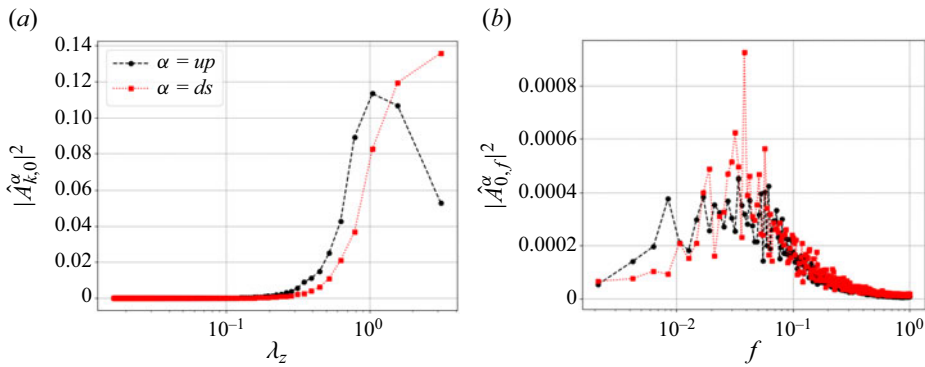 (a)
(b)
0.14
0.12
0.10
0.08
0.06
0.04
0.02
0
α = up
α = ds
|Â^α_{k,0}|^2
10^{-1}
10^0
λ_z
0.0008
0.0006
0.0004
0.0002
0
|Â^α_{0,f}|^2
10^{-2}
10^{-1}
10^0
f